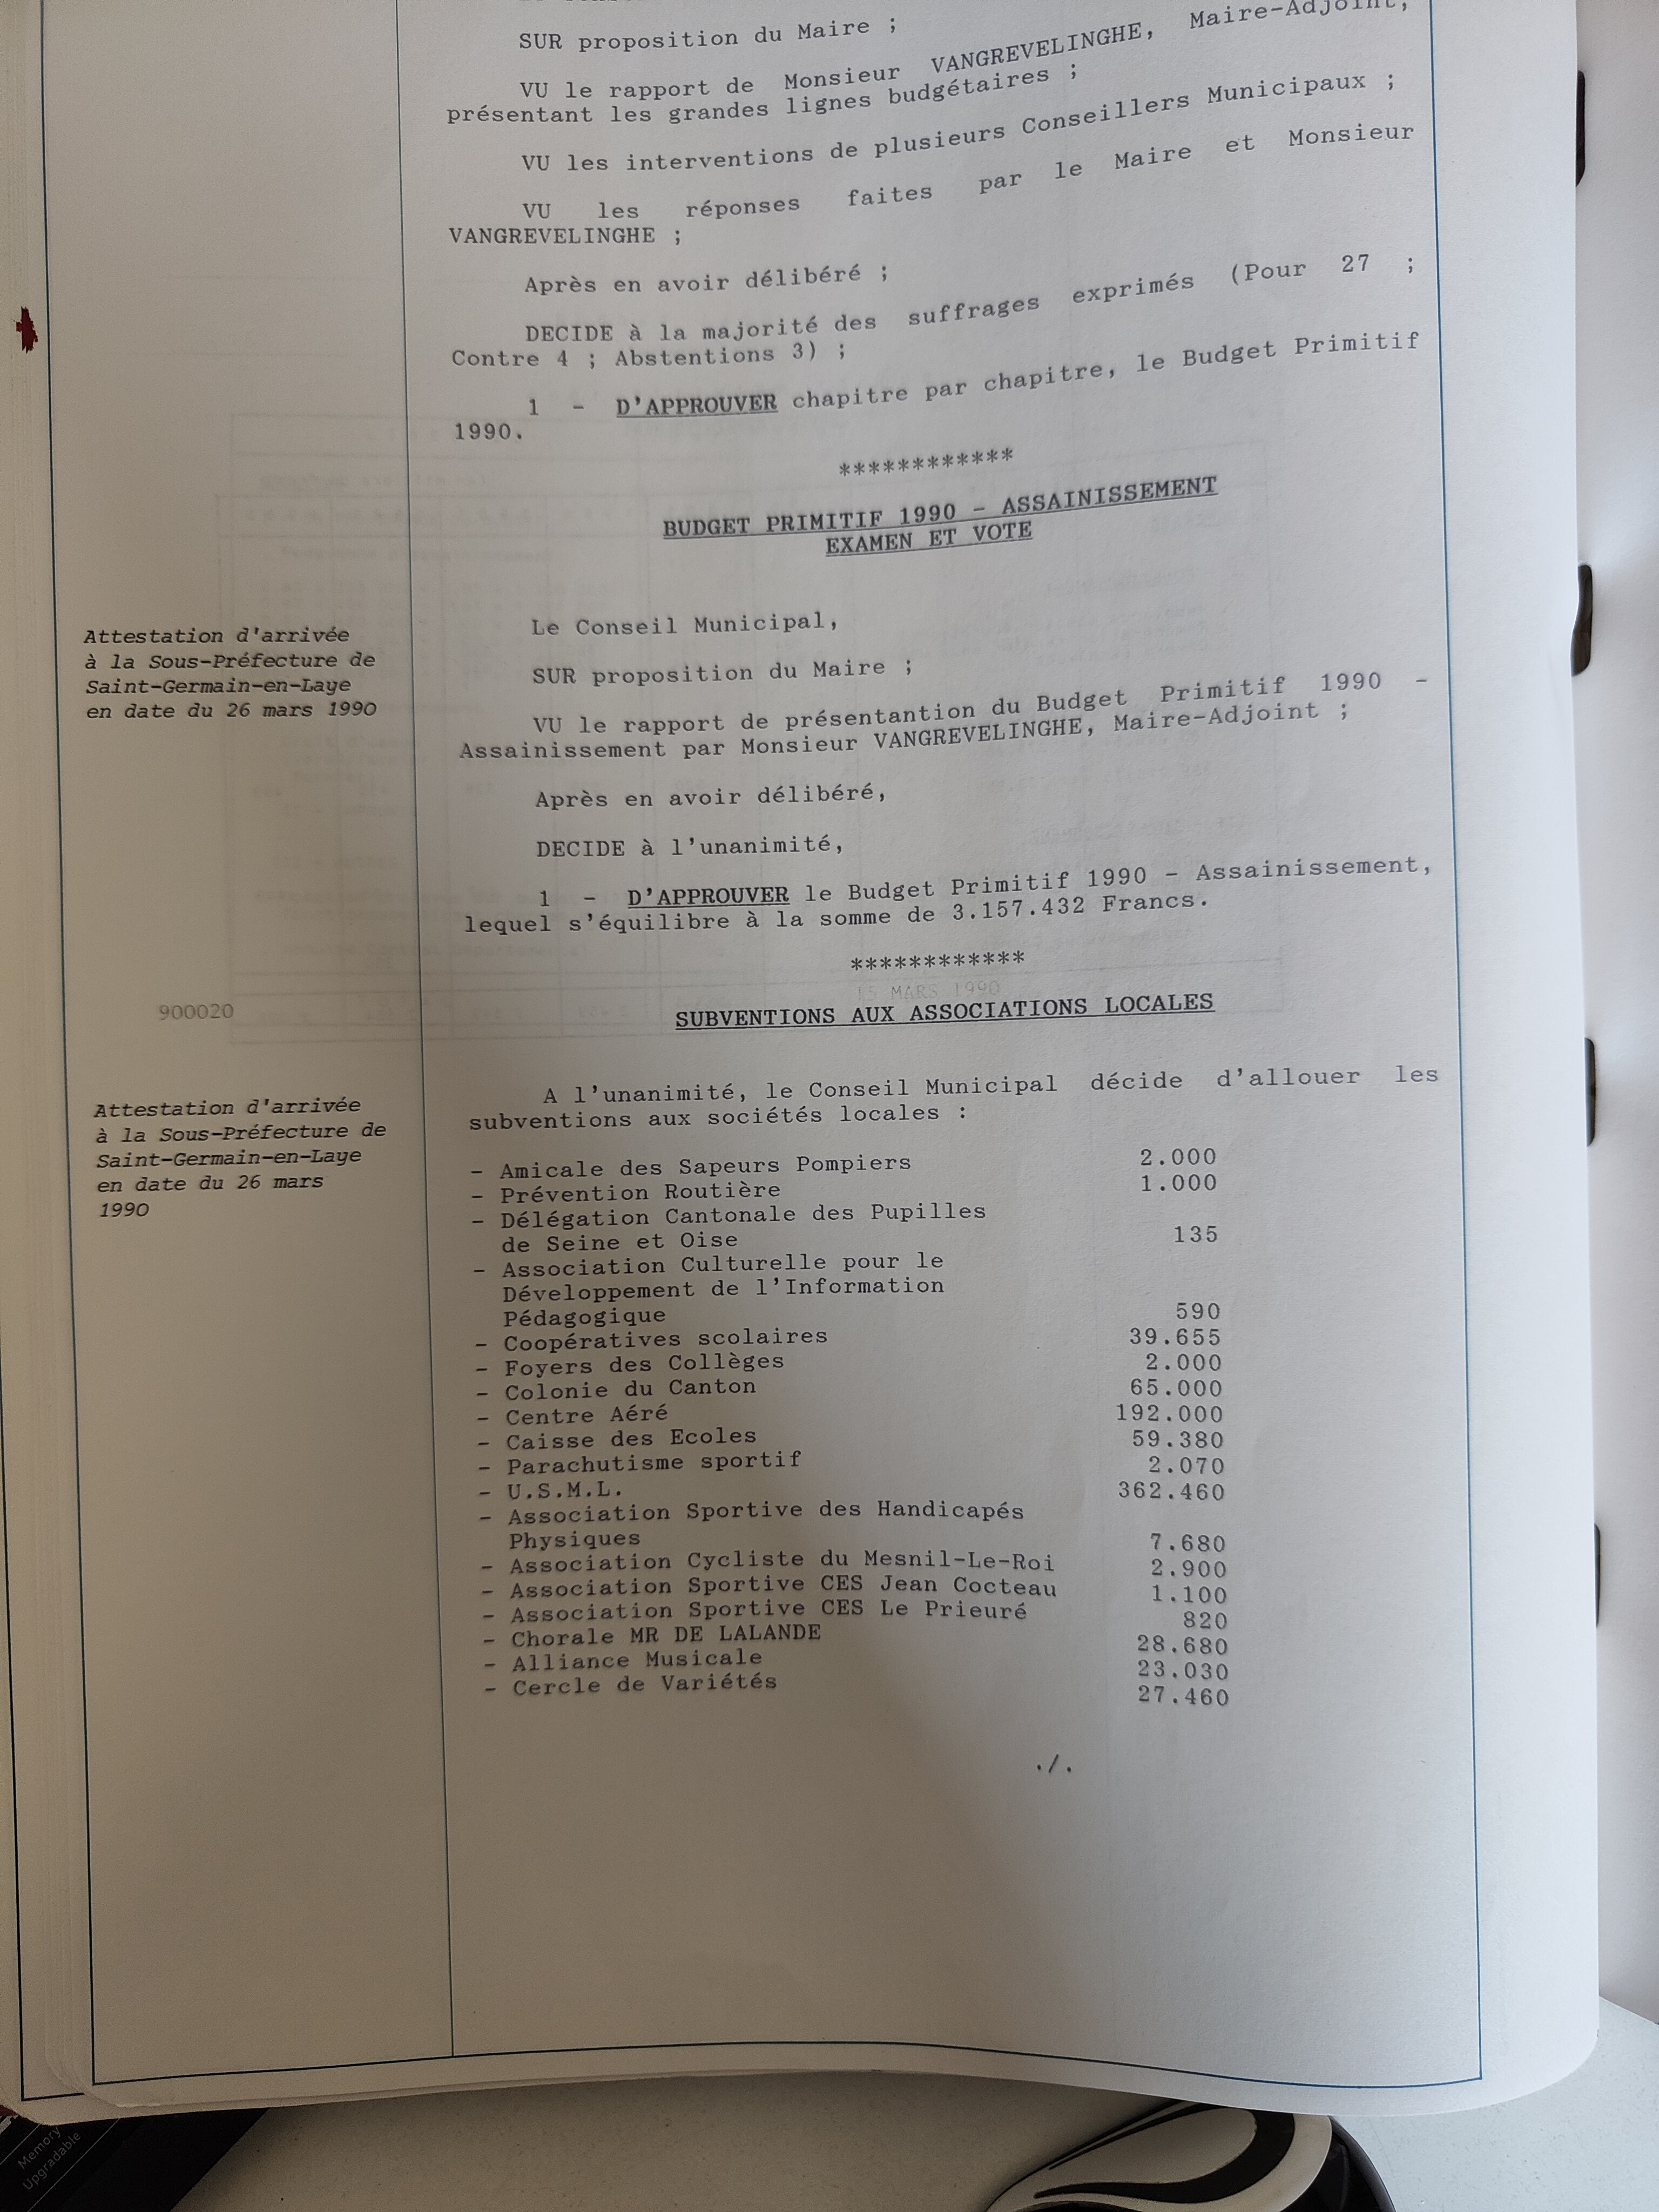 SUR proposition du Maire ;
VU le rapport de Monsieur VANGREVELINGHE, Maire-Adjoint,
présentant les grandes lignes budgétaires ;
VU les interventions de plusieurs Conseillers Municipaux ;
VU les réponses faites par le Maire et Monsieur
VANGREVELINGHE ;
Après en avoir délibéré ;
DECIDE à la majorité des suffrages exprimés (Pour 27 ;
Contre 4 ; Abstentions 3) ;
1 - D'APPROUVER chapitre par chapitre, le Budget Primitif
1990.
************
BUDGET PRIMITIF 1990 - ASSAINISSEMENT
EXAMEN ET VOTE
Attestation d'arrivée
à la Sous-Préfecture de
Saint-Germain-en-Laye
en date du 26 mars 1990
Le Conseil Municipal,
SUR proposition du Maire ;
VU le rapport de présentantion du Budget Primitif 1990 -
Assainissement par Monsieur VANGREVELINGHE, Maire-Adjoint ;
Après en avoir délibéré,
DECIDE à l'unanimité,
1 - D'APPROUVER le Budget Primitif 1990 - Assainissement,
lequel s'équilibre à la somme de 3.157.432 Francs.
************
15 MARS 1990
900020
SUBVENTIONS AUX ASSOCIATIONS LOCALES
Attestation d'arrivée
à la Sous-Préfecture de
Saint-Germain-en-Laye
en date du 26 mars
1990
A l'unanimité, le Conseil Municipal décide d'allouer les
subventions aux sociétés locales :
- Amicale des Sapeurs Pompiers 2.000
- Prévention Routière 1.000
- Délégation Cantonale des Pupilles
de Seine et Oise 135
- Association Culturelle pour le
Développement de l'Information
Pédagogique 590
- Coopératives scolaires 39.655
- Foyers des Collèges 2.000
- Colonie du Canton 65.000
- Centre Aéré 192.000
- Caisse des Ecoles 59.380
- Parachutisme sportif 2.070
- U.S.M.L. 362.460
- Association Sportive des Handicapés
Physiques 7.680
- Association Cycliste du Mesnil-Le-Roi 2.900
- Association Sportive CES Jean Cocteau 1.100
- Association Sportive CES Le Prieuré 820
- Chorale MR DE LALANDE 28.680
- Alliance Musicale 23.030
- Cercle de Variétés 27.460
./.
Memory
Upgradable